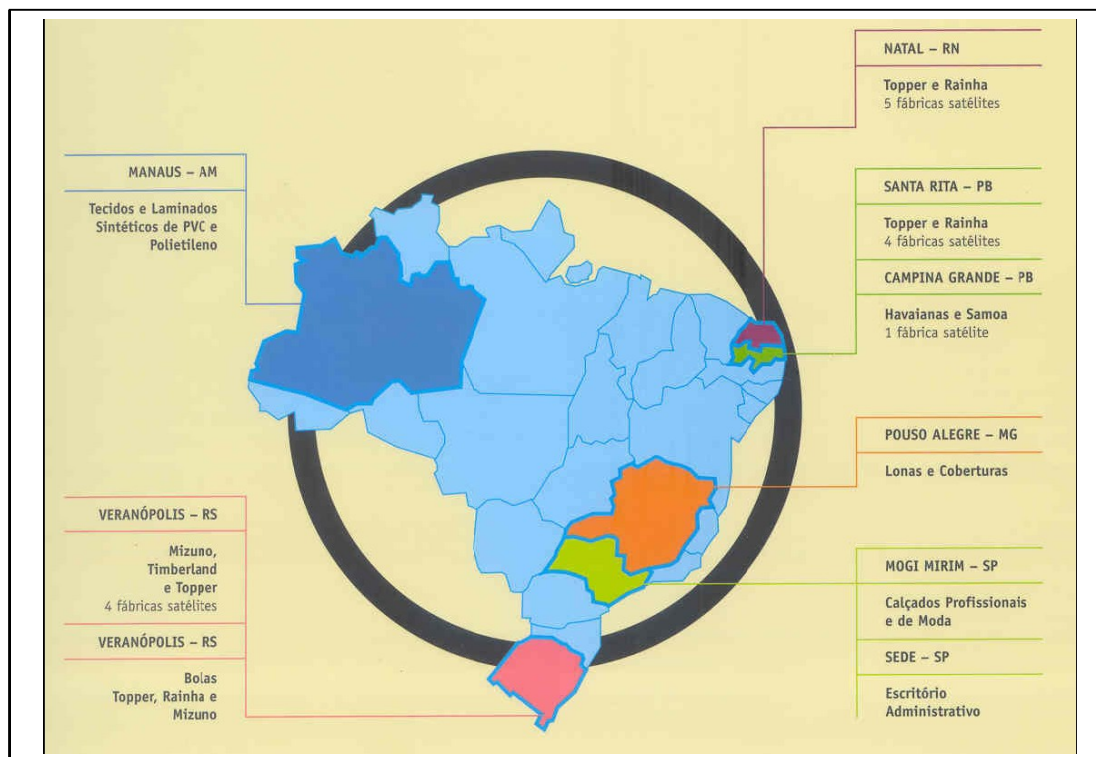 NATAL – RN
Topper e Rainha
5 fábricas satélites
MANAUS – AM
Tecidos e Laminados
Sintéticos de PVC e
Polietileno
SANTA RITA – PB
Topper e Rainha
4 fábricas satélites
CAMPINA GRANDE – PB
Havaianas e Samoa
1 fábrica satélite
POUSO ALEGRE – MG
Lonas e Coberturas
VERANÓPOLIS – RS
Mizuno,
Timberland
e Topper
4 fábricas satélites
VERANÓPOLIS – RS
Bolas
Topper, Rainha e
Mizuno
MOGI MIRIM – SP
Calçados Profissionais
e de Moda
SEDE – SP
Escritório
Administrativo